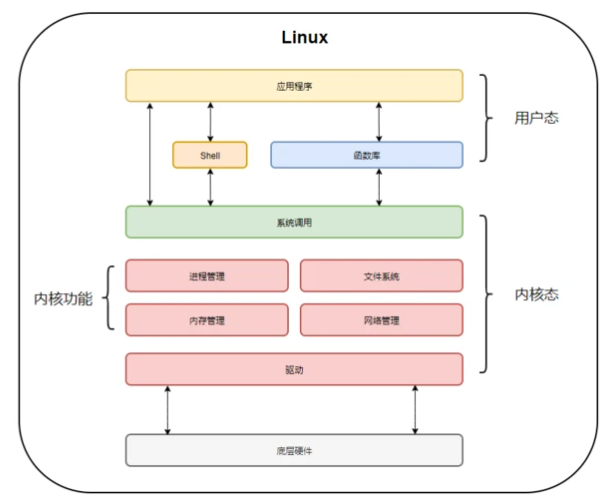 Linux
应用程序
用户态
Shell
函数库
系统调用
进程管理
文件系统
内核功能
内核态
内存管理
网络管理
驱动
底层硬件